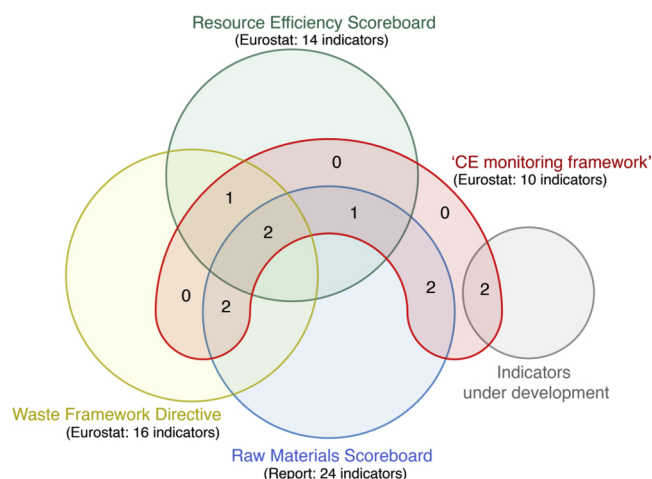 Resource Efficiency Scoreboard
(Eurostat: 14 indicators)
'CE monitoring framework'
(Eurostat: 10 indicators)
0
1
1
0
2
0
2
2
2
Indicators
under development
Waste Framework Directive
(Eurostat: 16 indicators)
Raw Materials Scoreboard
(Report: 24 indicators)